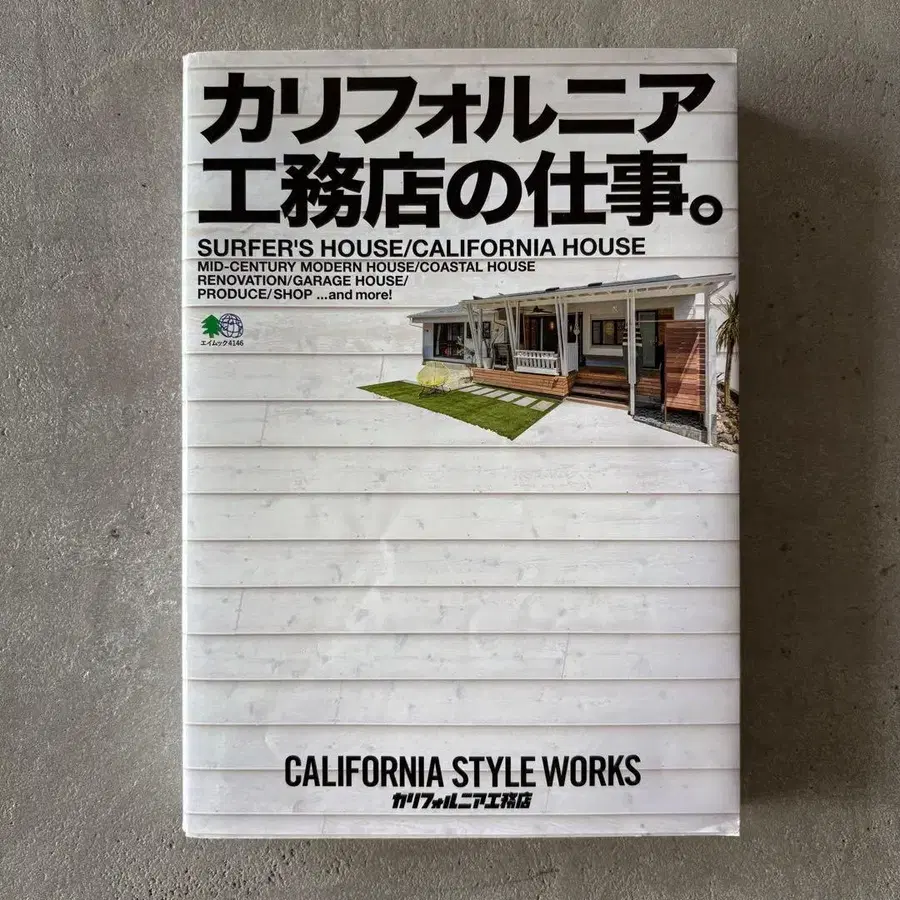 カリフォルニア
工務店の仕事。
SURFER'S HOUSE/CALIFORNIA HOUSE
MID-CENTURY MODERN HOUSE/COASTAL HOUSE
RENOVATION/GARAGE HOUSE/
PRODUCE/SHOP ...and more!
エイムック4146
CALIFORNIA STYLE WORKS
カリフォルニア工務店